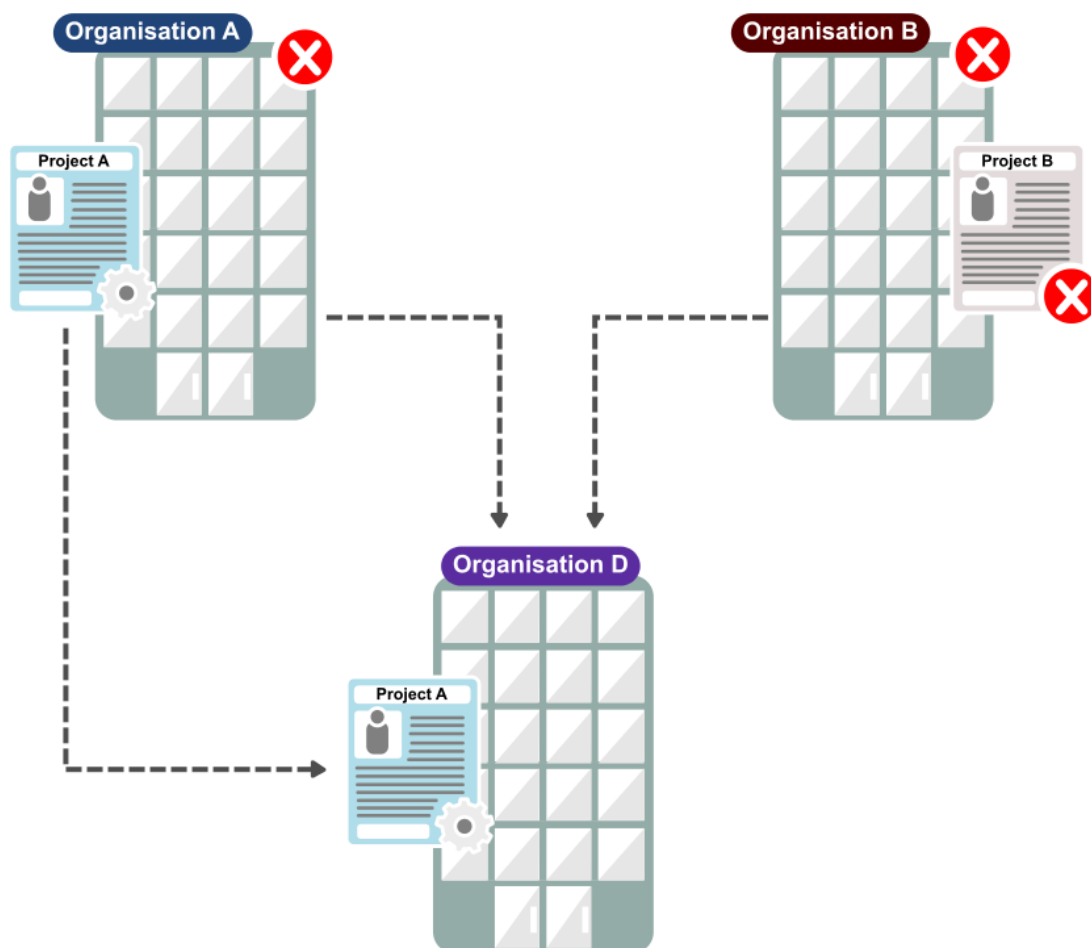 Organisation A
Organisation B
Project A
Project B
Organisation D
Project A